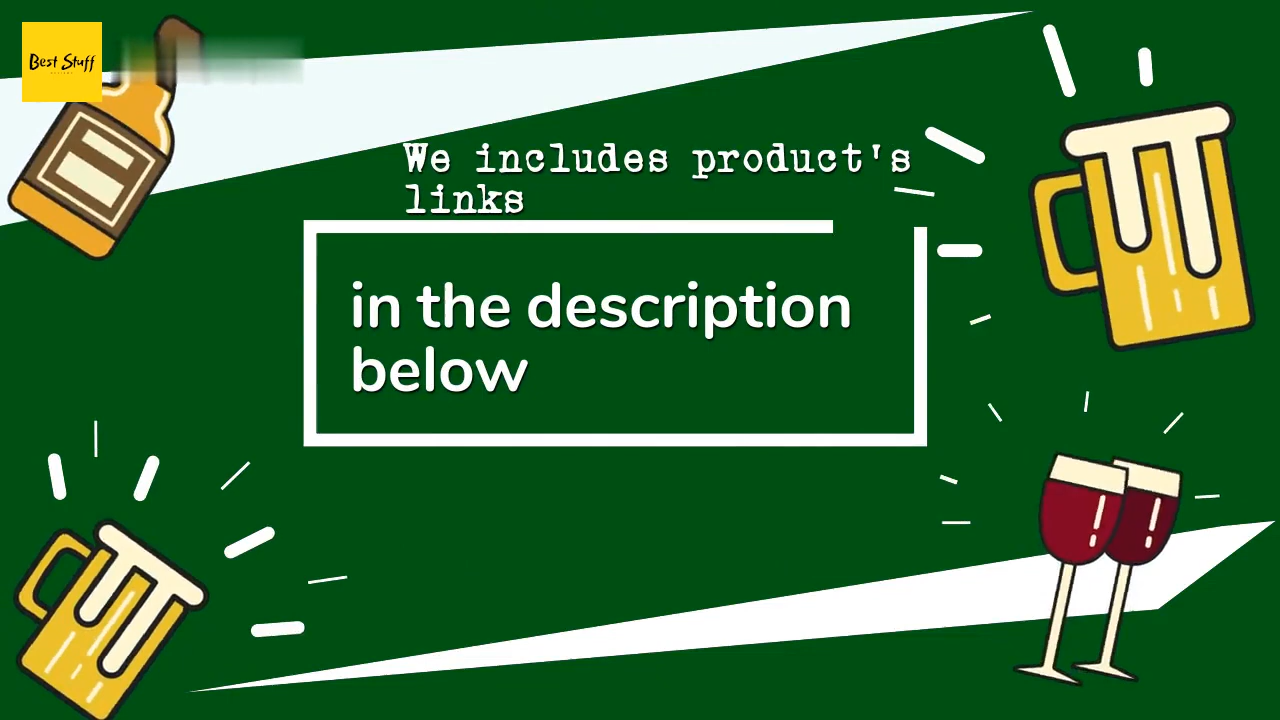 Best Stuff
We includes product's
links
in the description
below